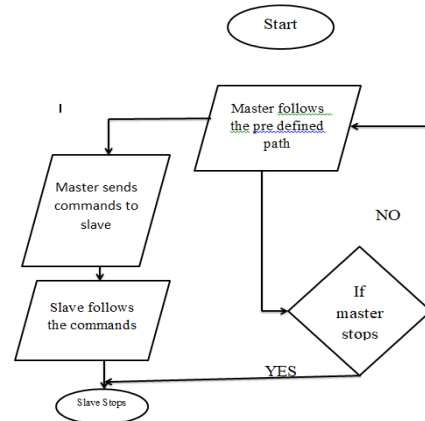 Start
I
Master follows
the pre defined
path
Master sends
commands to
slave
NO
If
master
stops
Slave follows
the commands
YES
Slave Stops